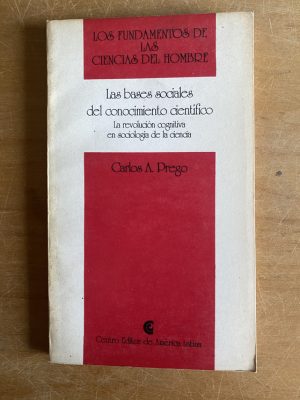 LOS FUNDAMENTOS DE
LAS
CIENCIAS DEL HOMBRE
Las bases sociales
del conocimiento científico
La revolución cognitiva
en sociología de la ciencia
Carlos A. Prego
Centro Editor de América Latina